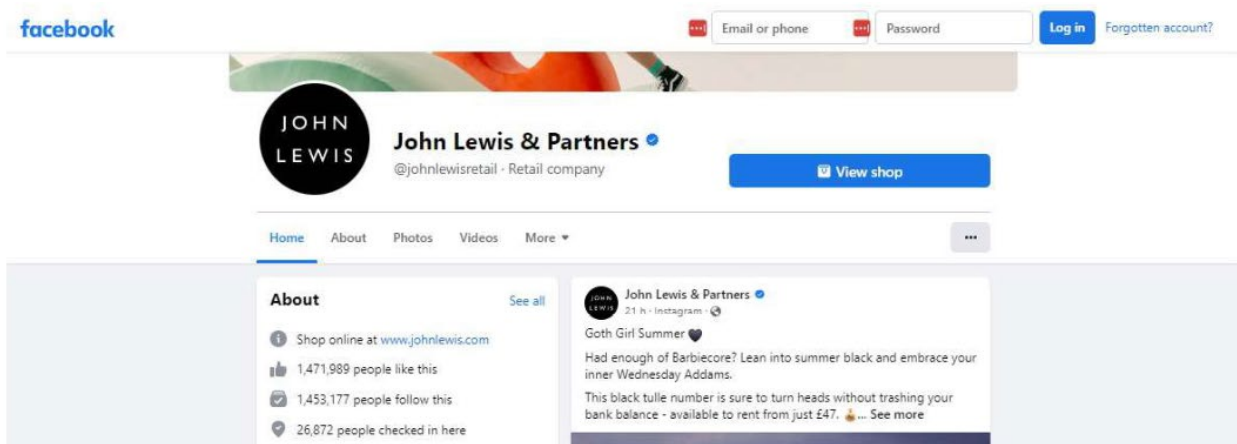 facebook
Email or phone
Password
Log in
Forgotten account?
JOHN
LEWIS
John Lewis & Partners
@johnlewisretail · Retail company
View shop
Home
About
Photos
Videos
More
About
See all
Shop online at www.johnlewis.com
1,471,989 people like this
1,453,177 people follow this
26,872 people checked in here
JOHN
LEWIS
John Lewis & Partners
21 h · Instagram ·
Goth Girl Summer 🖤
Had enough of Barbiecore? Lean into summer black and embrace your
inner Wednesday Addams.
This black tulle number is sure to turn heads without trashing your
bank balance - available to rent from just £47. ... See more